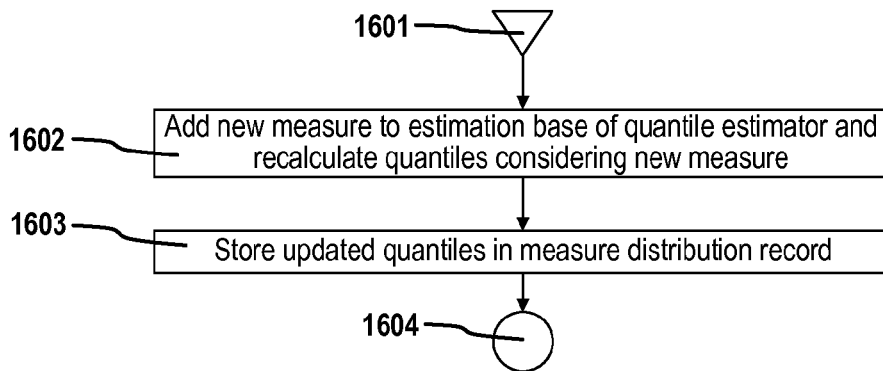 1601
1602
Add new measure to estimation base of quantile estimator and
recalculate quantiles considering new measure
1603
Store updated quantiles in measure distribution record
1604